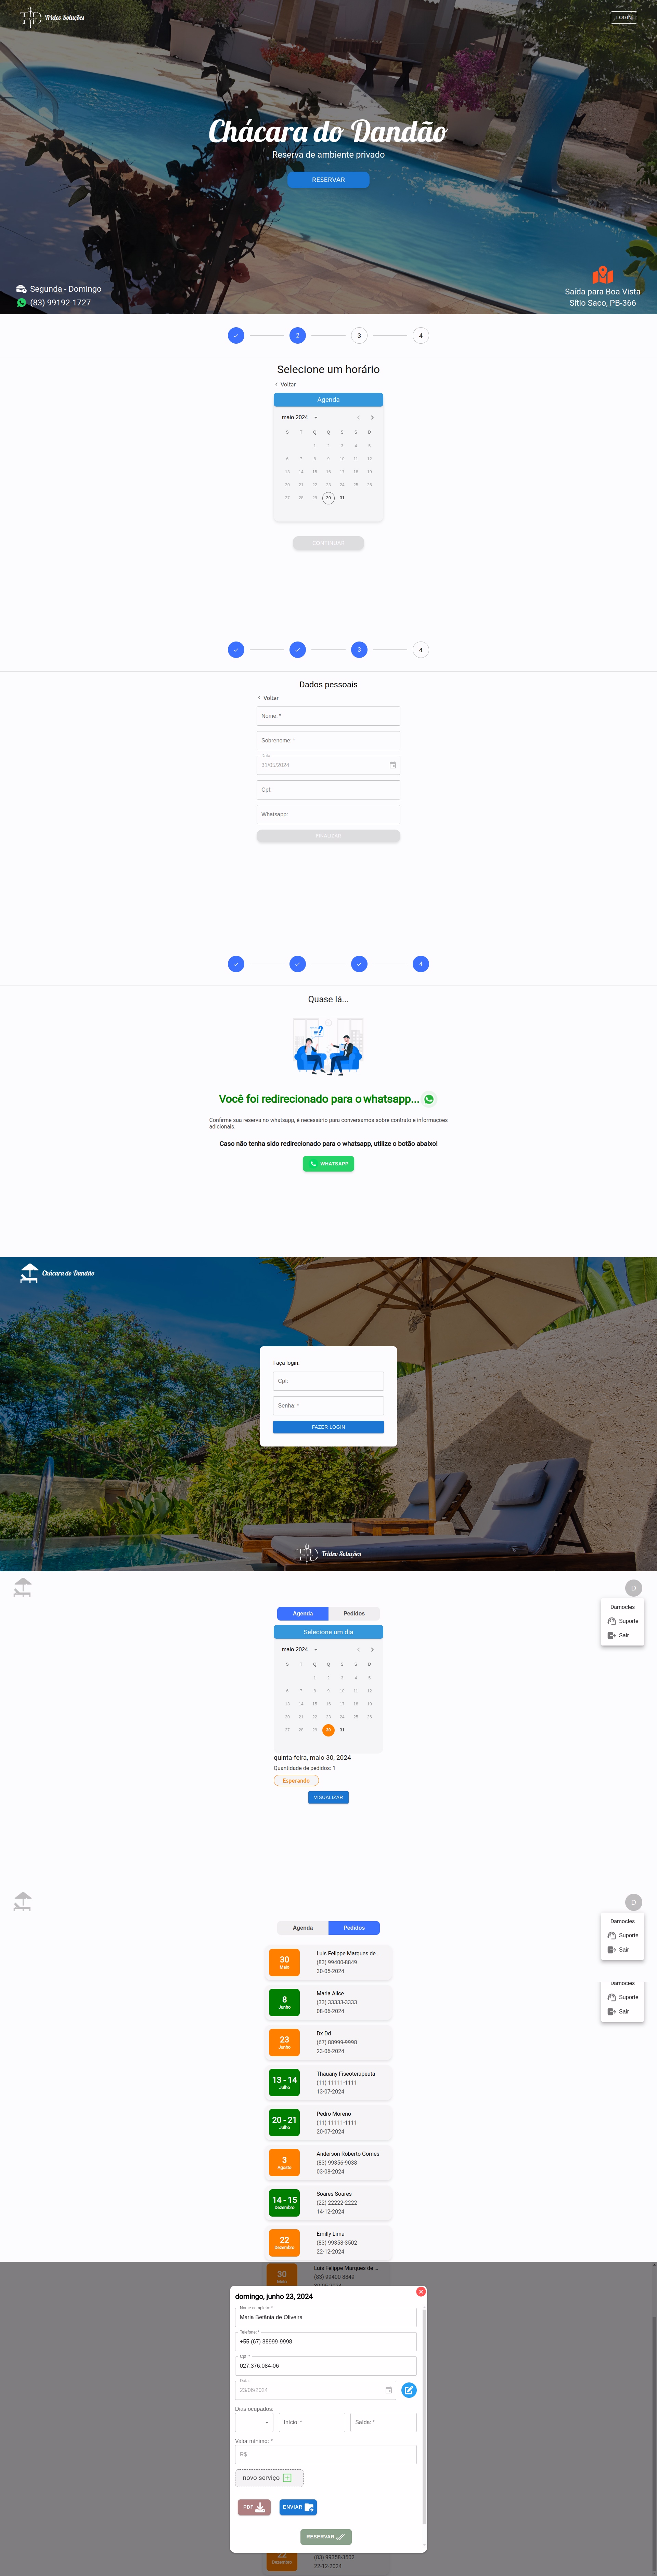 Tridev Soluções
LOGIN
Chácara do Dandão
Reserva de ambiente privado
RESERVAR
Segunda - Domingo
(83) 99192-1727
Saída para Boa Vista
Sítio Saco, PB-366
2
3
4
Selecione um horário
Voltar
Agenda
maio 2024
S T Q Q S S D
1 2 3 4 5
6 7 8 9 10 11 12
13 14 15 16 17 18 19
20 21 22 23 24 25 26
27 28 29 30 31
CONTINUAR
3
4
Dados pessoais
Voltar
Nome: *
Sobrenome: *
Data
31/05/2024
Cpf:
Whatsapp:
4
Quase lá...
?
Você foi redirecionado para o whatsapp...
Confirme sua reserva no whatsapp, é necessário para conversamos sobre contrato e informações
adicionais.
Caso não tenha sido redirecionado para o whatsapp, utilize o botão abaixo!
WHATSAPP
Chácara do Dandão
Faça login:
Cpf:
Senha: *
FAZER LOGIN
Tridev Soluções
D
Damocles
Suporte
Sair
Agenda
Pedidos
Selecione um dia
maio 2024
S T Q Q S S D
1 2 3 4 5
6 7 8 9 10 11 12
13 14 15 16 17 18 19
20 21 22 23 24 25 26
27 28 29 30 31
quinta-feira, maio 30, 2024
Quantidade de pedidos: 1
Esperando
VISUALIZAR
D
Damocles
Suporte
Sair
Agenda
Pedidos
30
Maio
Luis Felippe Marques de ...
(83) 99400-8849
30-05-2024
Damocles
Suporte
Sair
8
Junho
Maria Alice
(33) 33333-3333
08-06-2024
23
Junho
Dx Dd
(67) 88999-9998
23-06-2024
13 - 14
Julho
Thauany Fiseoterapeuta
(11) 11111-1111
13-07-2024
20 - 21
Julho
Pedro Moreno
(11) 11111-1111
20-07-2024
3
Agosto
Anderson Roberto Gomes
(83) 99356-9038
03-08-2024
14 - 15
Dezembro
Soares Soares
(22) 22222-2222
14-12-2024
22
Dezembro
Emilly Lima
(83) 99358-3502
22-12-2024
30
Maio
Luis Felippe Marques de ...
(83) 99400-8849
domingo, junho 23, 2024
Nome completo: *
Maria Betânia de Oliveira
Telefone: *
+55 (67) 88999-9998
Cpf: *
027.376.084-06
Data
23/06/2024
Dias ocupados:
Início: *
Saída: *
Valor mínimo: *
R$
novo serviço
PDF
ENVIAR
RESERVAR
22
Dezembro
(83) 99358-3502
22-12-2024